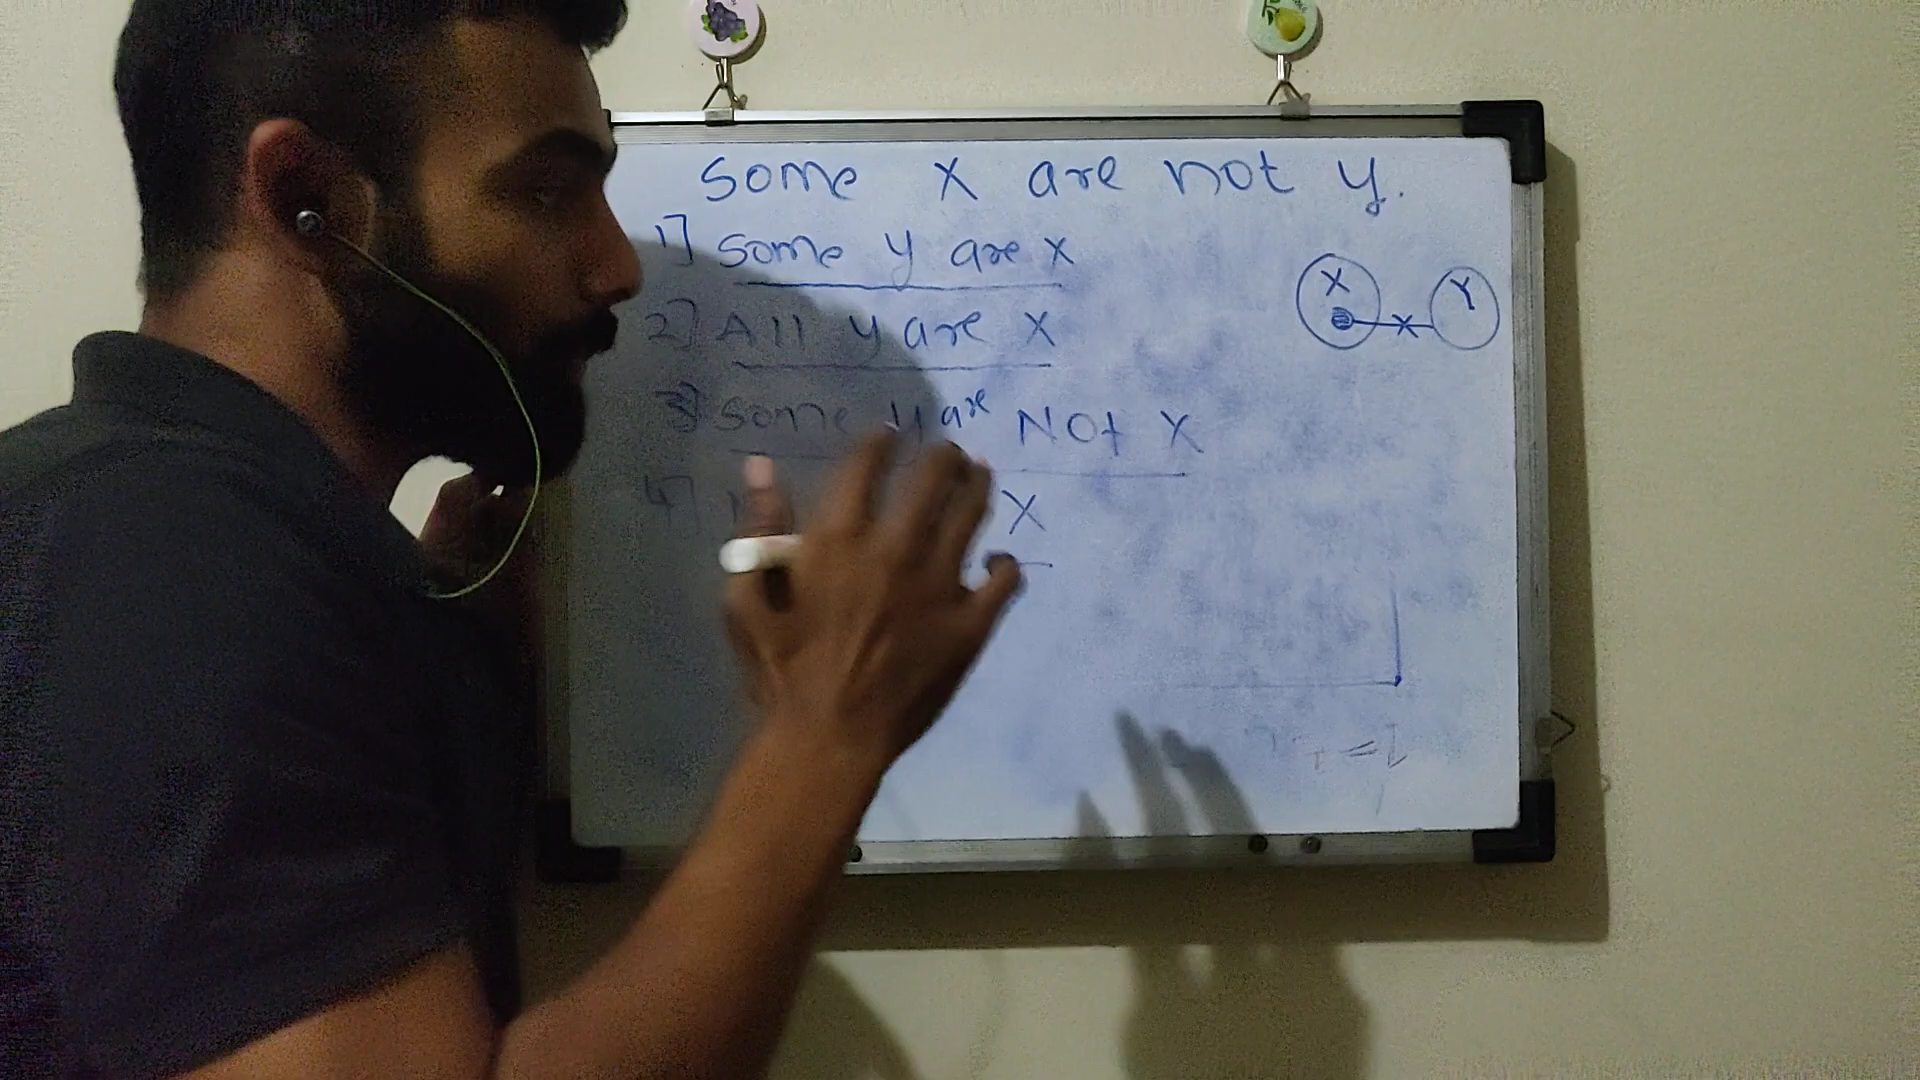 Some X are not y.
1] Some y are X
2] All y are X
3] Some y are Not X
4] X
X Y
X